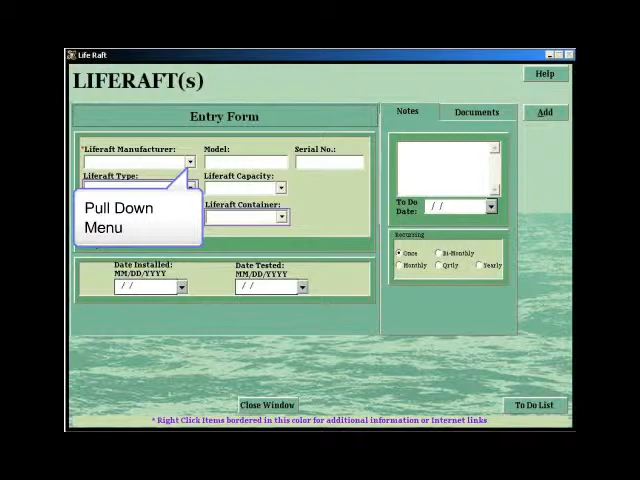 Life Raft
LIFERAFT(s)
Help
Entry Form
Notes
Documents
Add
*Liferaft Manufacturer:
Model:
Serial No.:
Liferaft Type:
Liferaft Capacity:
Pull Down
Menu
Liferaft Container:
To Do
Date:
/ /
Recurring
Once
Bi-Monthly
Monthly
Qrtly
Yearly
Date Installed:
MM/DD/YYYY
/ /
Date Tested:
MM/DD/YYYY
/ /
Close Window
To Do List
* Right Click Items bordered in this color for additional information or Internet links